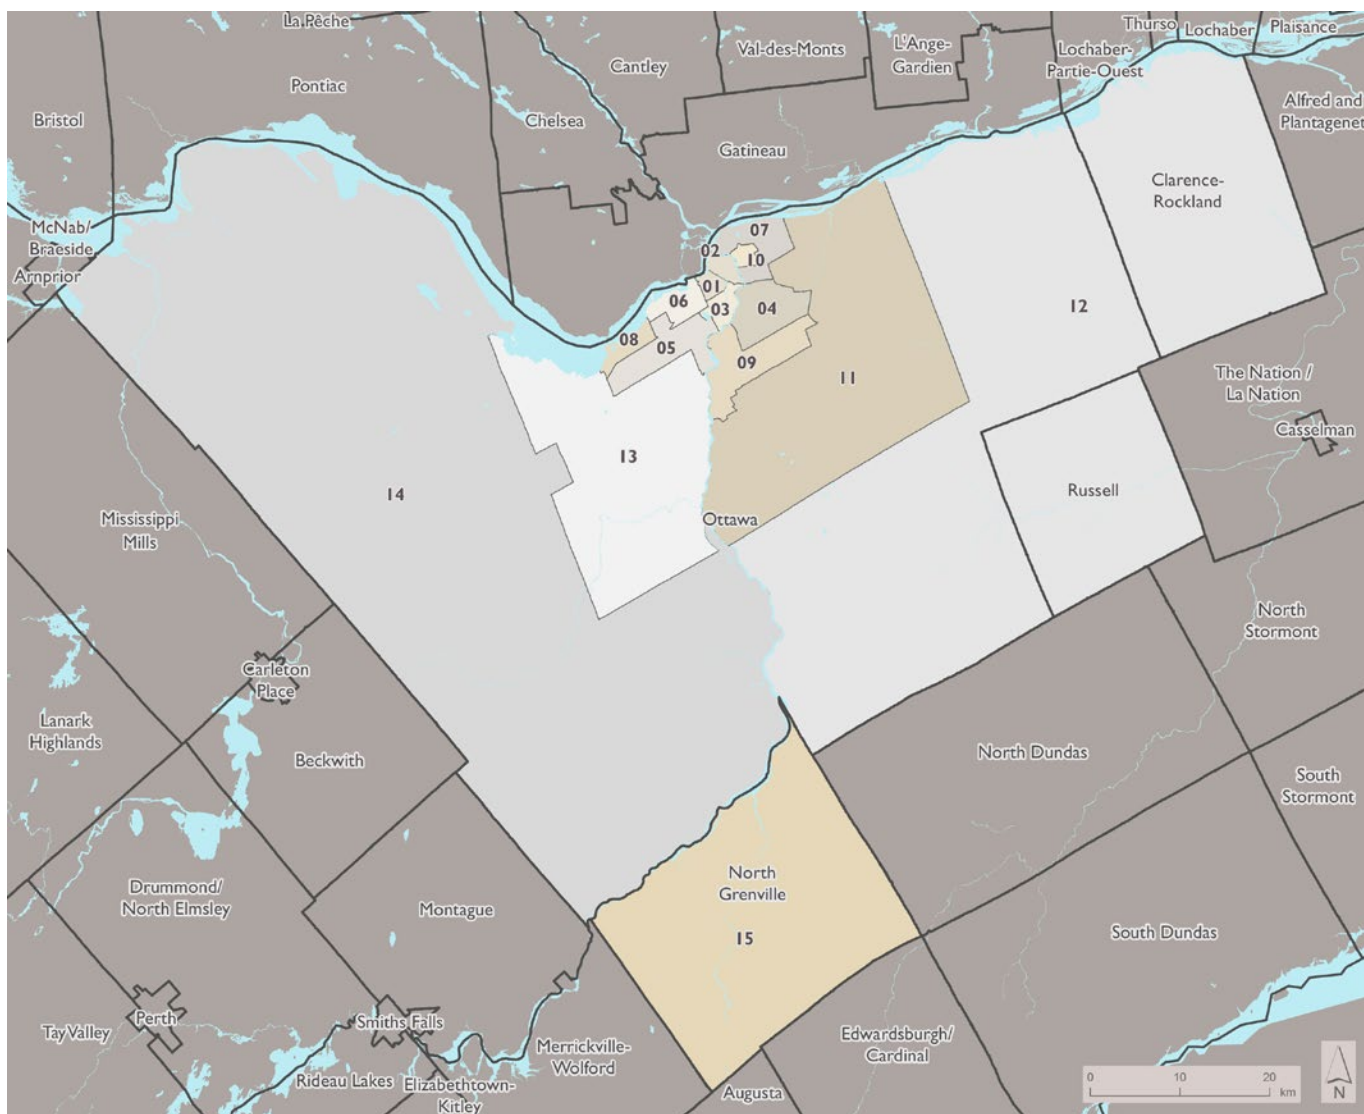 La Pêche
Thurso
Lochaber
Plaisance
Val-des-Monts
L'Ange-
Gardien
Lochaber-
Partie-Ouest
Cantley
Pontiac
Bristol
Chelsea
Alfred and
Plantagenet
Gatineau
Clarence-
Rockland
McNab/
Braeside
Arnprior
07
02
10
01
06
03
04
12
08
05
09
11
The Nation /
La Nation
Casselman
13
14
Russell
Ottawa
Mississippi
Mills
North
Stormont
Carleton
Place
Lanark
Highlands
Beckwith
North Dundas
South
Stormont
Drummond/
North Elmsley
Montague
North
Grenville
15
South Dundas
Tay Valley
Perth
Smiths Falls
Merrickville-
Wolford
Edwardsburgh/
Cardinal
Rideau Lakes
Elizabethtown-
Kitley
Augusta
0 10 20
km
N